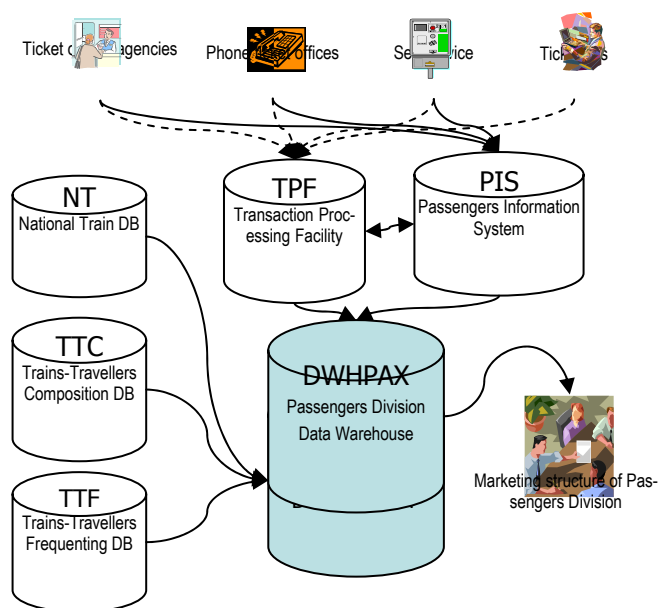 Ticket agencies
Phone offices
Se ice
Tic s
NT
National Train DB
TPF
Transaction Proc-
essing Facility
PIS
Passengers Information
System
TTC
Trains-Travellers
Composition DB
DWHPAX
Passengers Division
Data Warehouse
TTF
Trains-Travellers
Frequenting DB
Marketing structure of Pas-
sengers Division